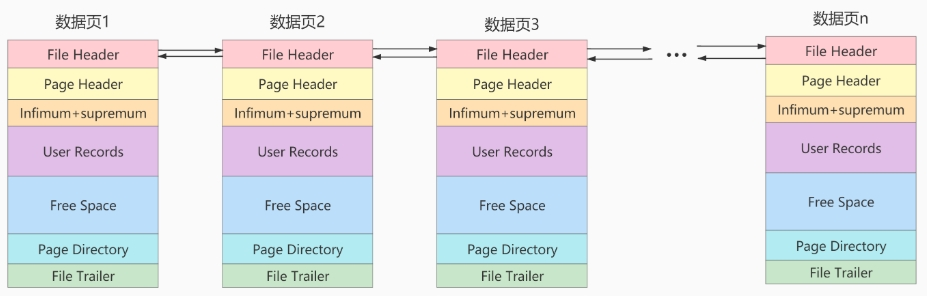 数据页1
数据页2
数据页3
数据页n
File Header
File Header
File Header
...
File Header
Page Header
Page Header
Page Header
Page Header
Infimum+supremum
Infimum+supremum
Infimum+supremum
Infimum+supremum
User Records
User Records
User Records
User Records
Free Space
Free Space
Free Space
Free Space
Page Directory
Page Directory
Page Directory
Page Directory
File Trailer
File Trailer
File Trailer
File Trailer